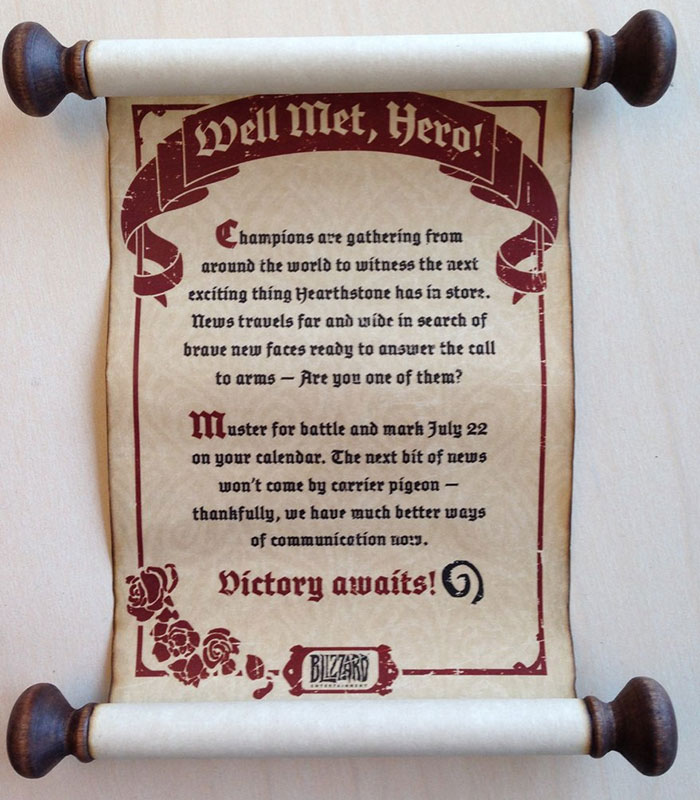 Well Met, Hero!
Champions are gathering from
around the world to witness the next
exciting thing Hearthstone has in store.
News travels far and wide in search of
brave new faces ready to answer the call
to arms — Are you one of them?
Muster for battle and mark July 22
on your calendar. The next bit of news
won't come by carrier pigeon —
thankfully, we have much better ways
of communication now.
Victory awaits!
BLIZZARD
ENTERTAINMENT